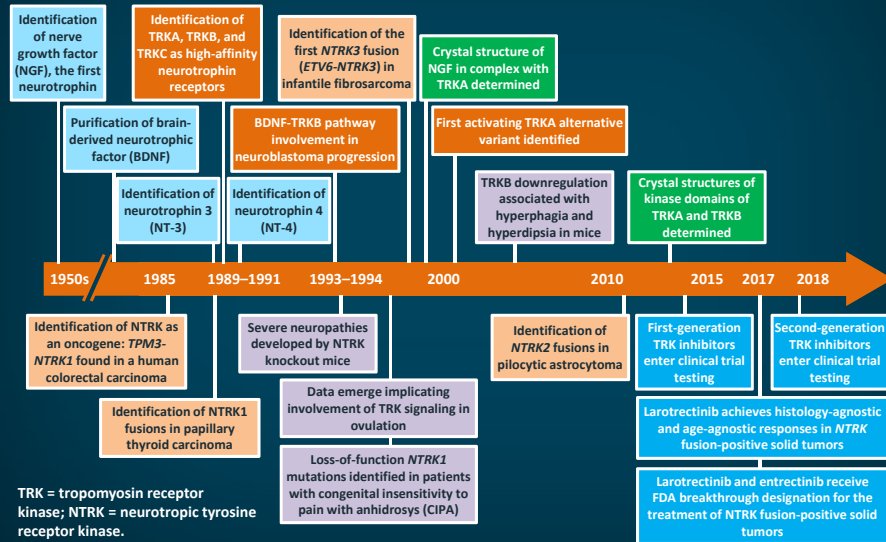 Identification
of nerve
growth factor
(NGF), the first
neurotrophin
Identification of
TRKA, TRKB, and
TRKC as high-affinity
neurotrophin
receptors
Identification of the
first NTRK3 fusion
(ETV6-NTRK3) in
infantile fibrosarcoma
Crystal structure of
NGF in complex with
TRKA determined
Purification of brain-
derived neurotrophic
factor (BDNF)
BDNF-TRKB pathway
involvement in
neuroblastoma progression
First activating TRKA alternative
variant identified
Identification of
neurotrophin 3
(NT-3)
Identification of
neurotrophin 4
(NT-4)
TRKB downregulation
associated with
hyperphagia and
hyperdipsia in mice
Crystal structures of
kinase domains of
TRKA and TRKB
determined
1950s 1985 1989–1991 1993–1994 2000 2010 2015 2017 2018
Identification of NTRK as
an oncogene: TPM3-
NTRK1 found in a human
colorectal carcinoma
Severe neuropathies
developed by NTRK
knockout mice
Identification of
NTRK2 fusions in
pilocytic astrocytoma
First-generation
TRK inhibitors
enter clinical trial
testing
Second-generation
TRK inhibitors
enter clinical trial
testing
Identification of NTRK1
fusions in papillary
thyroid carcinoma
Data emerge implicating
involvement of TRK signaling in
ovulation
Larotrectinib achieves histology-agnostic
and age-agnostic responses in NTRK
fusion-positive solid tumors
Loss-of-function NTRK1
mutations identified in patients
with congenital insensitivity to
pain with anhidrosys (CIPA)
Larotrectinib and entrectinib receive
FDA breakthrough designation for the
treatment of NTRK fusion-positive solid
tumors
TRK = tropomyosin receptor
kinase; NTRK = neurotropic tyrosine
receptor kinase.